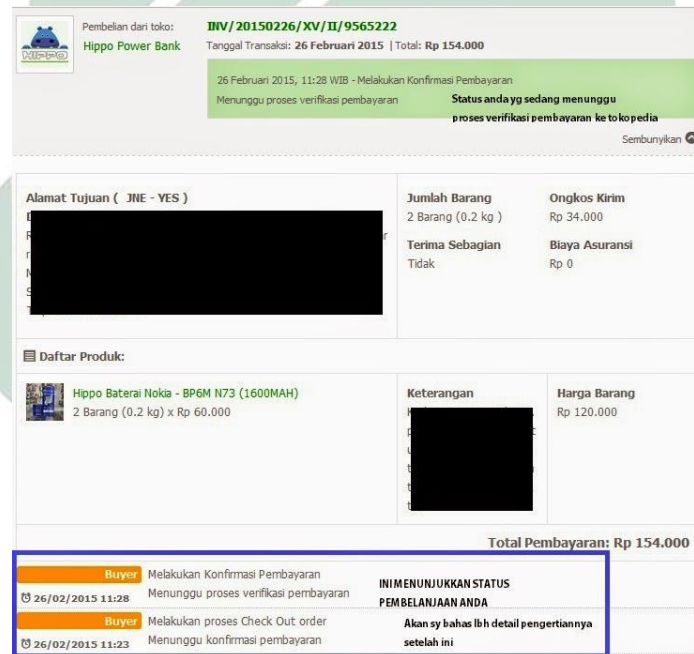 HIPPO
Pembelian dari toko:
Hippo Power Bank
INV/20150226/XV/II/9565222
Tanggal Transaksi: 26 Februari 2015 | Total: Rp 154.000
26 Februari 2015, 11:28 WIB - Melakukan Konfirmasi Pembayaran
Menunggu proses verifikasi pembayaran
Status anda yg sedang menunggu
proses verifikasi pembayaran ke tokopedia
Sembunyikan
Alamat Tujuan ( JNE - YES )
Jumlah Barang
2 Barang (0.2 kg )
Ongkos Kirim
Rp 34.000
Terima Sebagian
Tidak
Biaya Asuransi
Rp 0
Daftar Produk:
Hippo Baterai Nokia - BP6M N73 (1600MAH)
2 Barang (0.2 kg) x Rp 60.000
Keterangan
Harga Barang
Rp 120.000
Total Pembayaran: Rp 154.000
Buyer
26/02/2015 11:28
Melakukan Konfirmasi Pembayaran
Menunggu proses verifikasi pembayaran
INI MENUNJUKKAN STATUS
PEMBELANJAAN ANDA
Buyer
26/02/2015 11:23
Melakukan proses Check Out order
Menunggu konfirmasi pembayaran
Akan sy bahas lbh detail pengertiannya
setelah ini